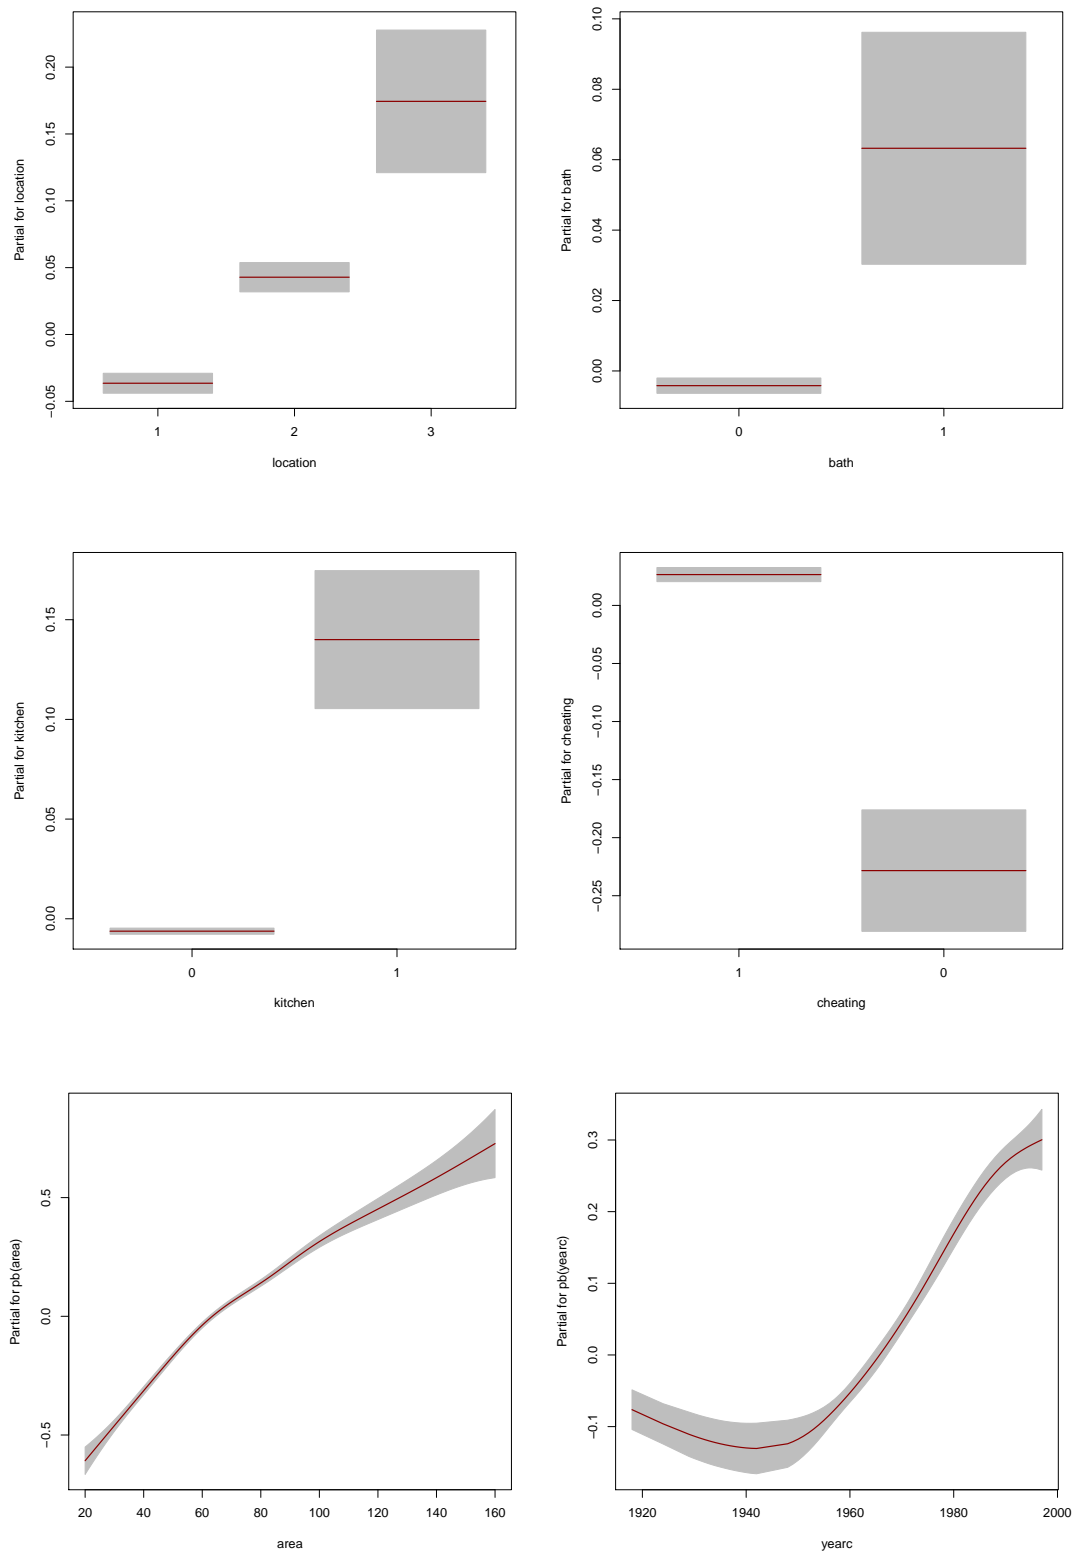 Partial for location
0.20
0.15
0.10
0.05
0.00
−0.05
1 2 3
location
Partial for bath
0.10
0.08
0.06
0.04
0.02
0.00
0 1
bath
Partial for kitchen
0.15
0.10
0.05
0.00
0 1
kitchen
Partial for cheating
0.00
−0.05
−0.10
−0.15
−0.20
−0.25
1 0
cheating
Partial for pb(area)
0.5
0.0
−0.5
20 40 60 80 100 120 140 160
area
Partial for pb(yearc)
0.3
0.2
0.1
0.0
−0.1
1920 1940 1960 1980 2000
yearc